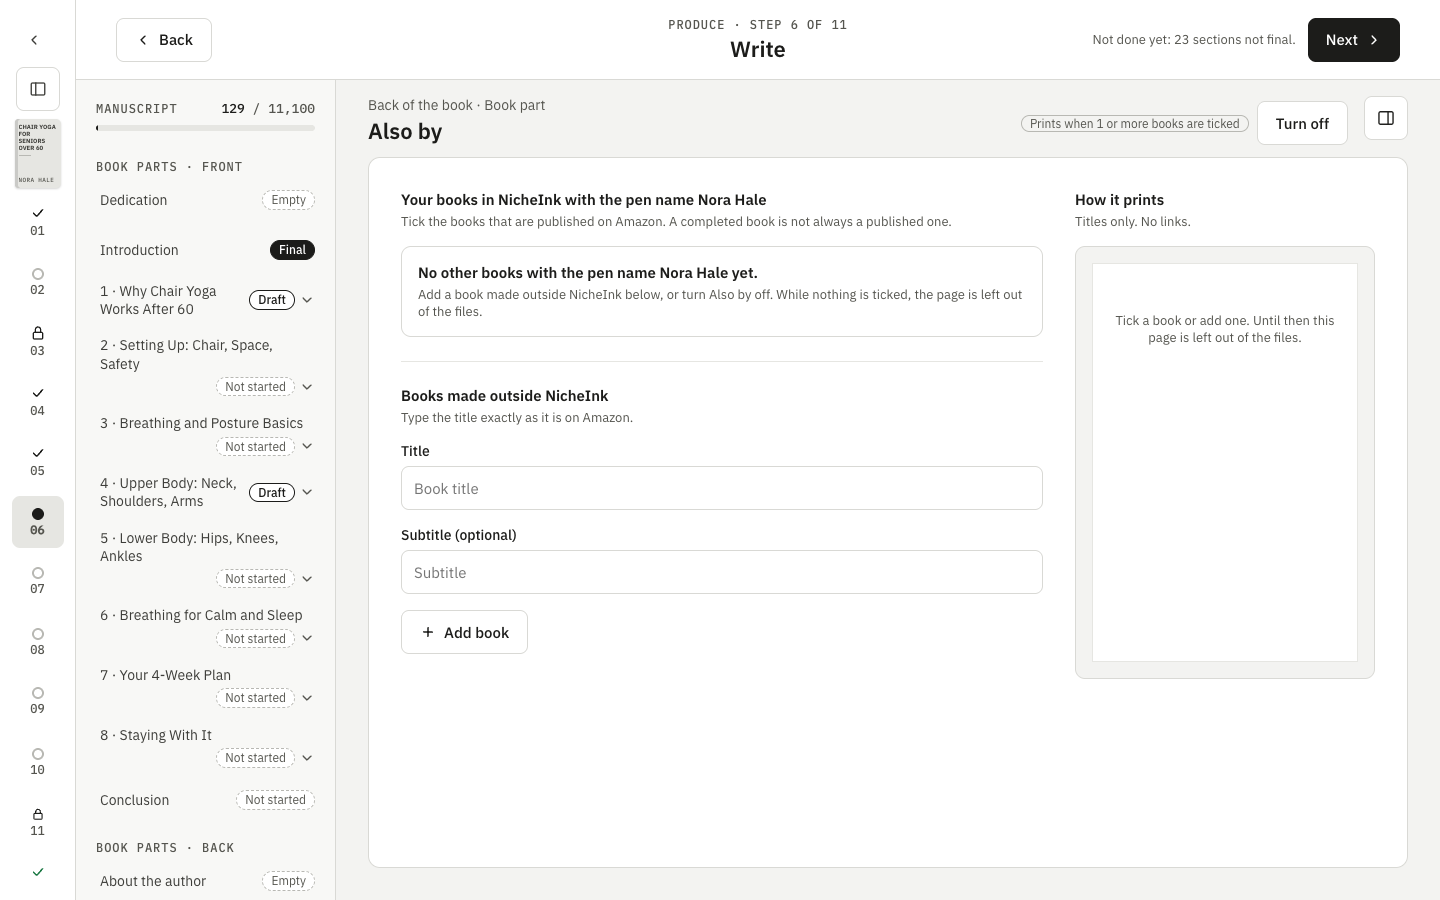 CHAIR YOGA
FOR
SENIORS
OVER 60
NORA HALE
01
02
03
04
05
06
07
08
09
10
11
Back
PRODUCE · STEP 6 OF 11
Write
Not done yet: 23 sections not final.
Next
MANUSCRIPT
129 / 11,100
BOOK PARTS · FRONT
Dedication
Empty
Introduction
Final
1 · Why Chair Yoga
Works After 60
Draft
2 · Setting Up: Chair, Space,
Safety
Not started
3 · Breathing and Posture Basics
Not started
4 · Upper Body: Neck,
Shoulders, Arms
Draft
5 · Lower Body: Hips, Knees,
Ankles
Not started
6 · Breathing for Calm and Sleep
Not started
7 · Your 4-Week Plan
Not started
8 · Staying With It
Not started
Conclusion
Not started
BOOK PARTS · BACK
About the author
Empty
Back of the book · Book part
Also by
Prints when 1 or more books are ticked
Turn off
Your books in NicheInk with the pen name Nora Hale
Tick the books that are published on Amazon. A completed book is not always a published one.
No other books with the pen name Nora Hale yet.
Add a book made outside NicheInk below, or turn Also by off. While nothing is ticked, the page is left out
of the files.
Books made outside NicheInk
Type the title exactly as it is on Amazon.
Title
Book title
Subtitle (optional)
Subtitle
Add book
How it prints
Titles only. No links.
Tick a book or add one. Until then this
page is left out of the files.